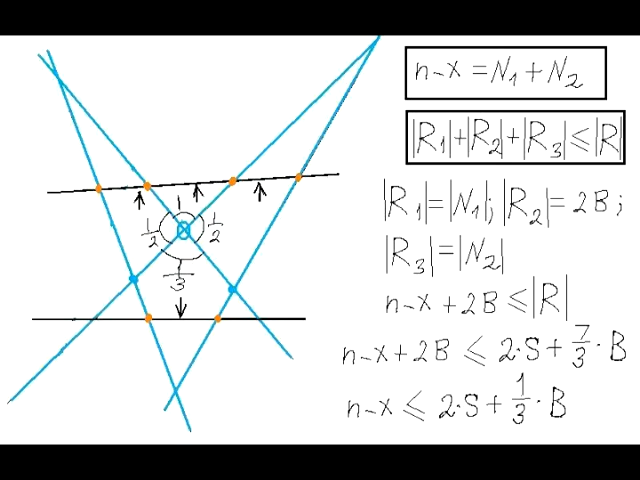 n-x = N₁ + N₂
|R₁|+|R₂|+|R₃| ≤ |R|
|R₁|=|N₁|; |R₂|= 2B;
|R₃|=|N₂|
n-x+2B ≤ |R|
n-x+2B ≤ 2·S+7/3·B
n-x ≤ 2·S+1/3·B
1
1/2 1/2
1/3